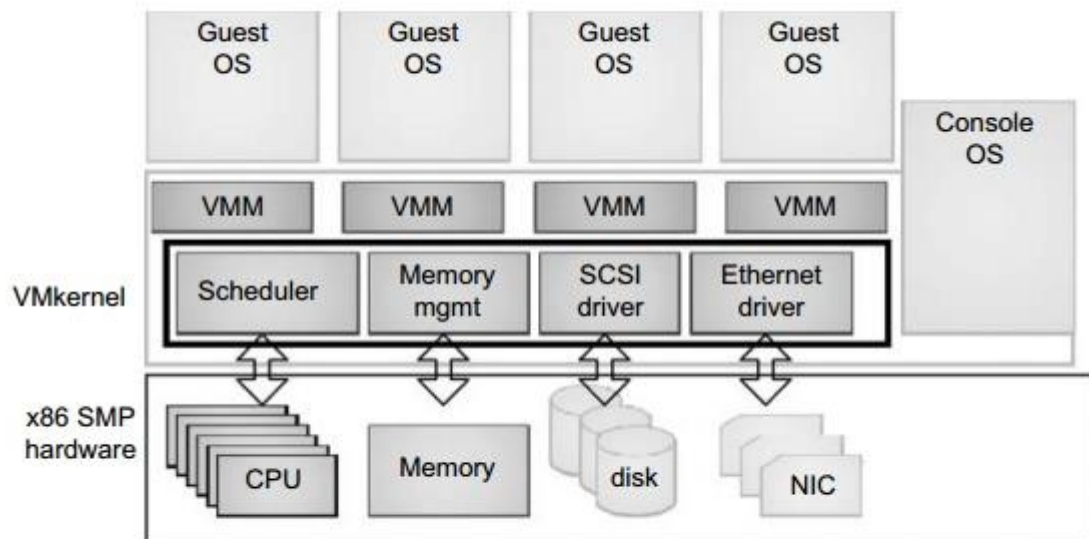 Guest
OS
Guest
OS
Guest
OS
Guest
OS
Console
OS
VMM
VMM
VMM
VMM
VMkernel
Scheduler
Memory
mgmt
SCSI
driver
Ethernet
driver
x86 SMP
hardware
CPU
Memory
disk
NIC